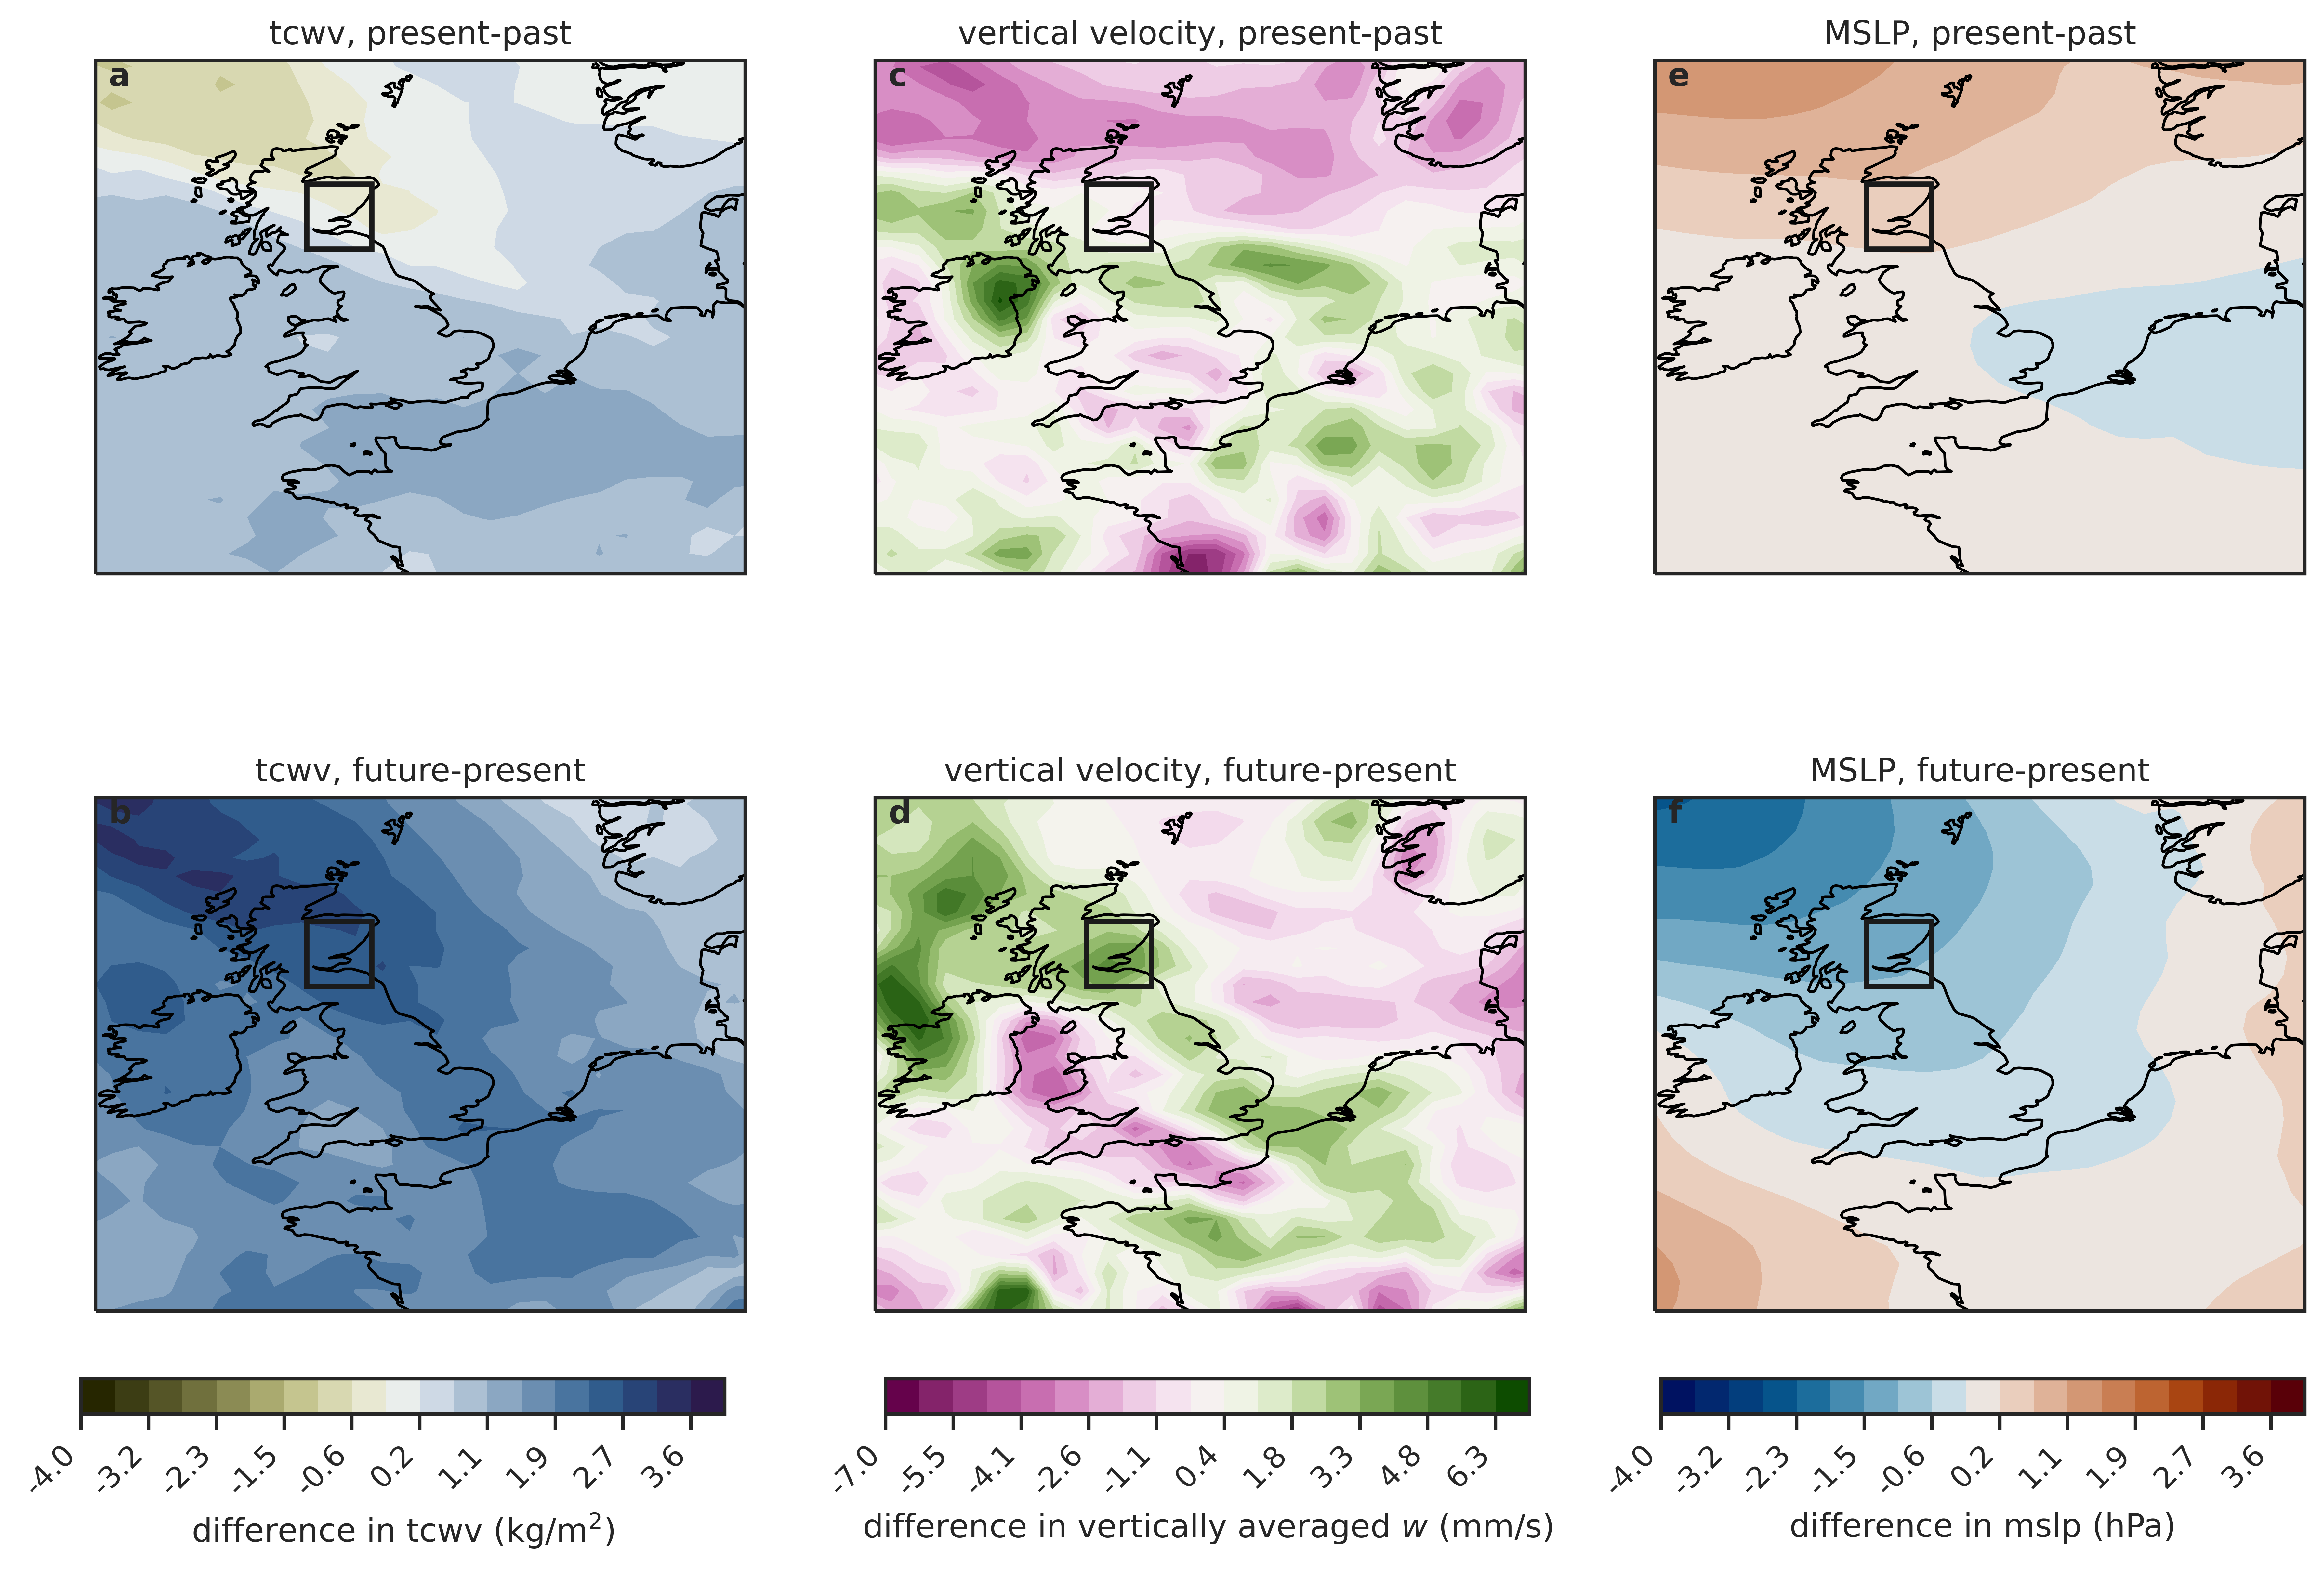 tcwv, present-past
vertical velocity, present-past
MSLP, present-past
a
c
e
tcwv, future-present
vertical velocity, future-present
MSLP, future-present
b
d
f
-4.0 -3.2 -2.3 -1.5 -0.6 0.2 1.1 1.9 2.7 3.6
difference in tcwv (kg/m²)
-7.0 -5.5 -4.1 -2.6 -1.1 0.4 1.8 3.3 4.8 6.3
difference in vertically averaged w (mm/s)
-4.0 -3.2 -2.3 -1.5 -0.6 0.2 1.1 1.9 2.7 3.6
difference in mslp (hPa)